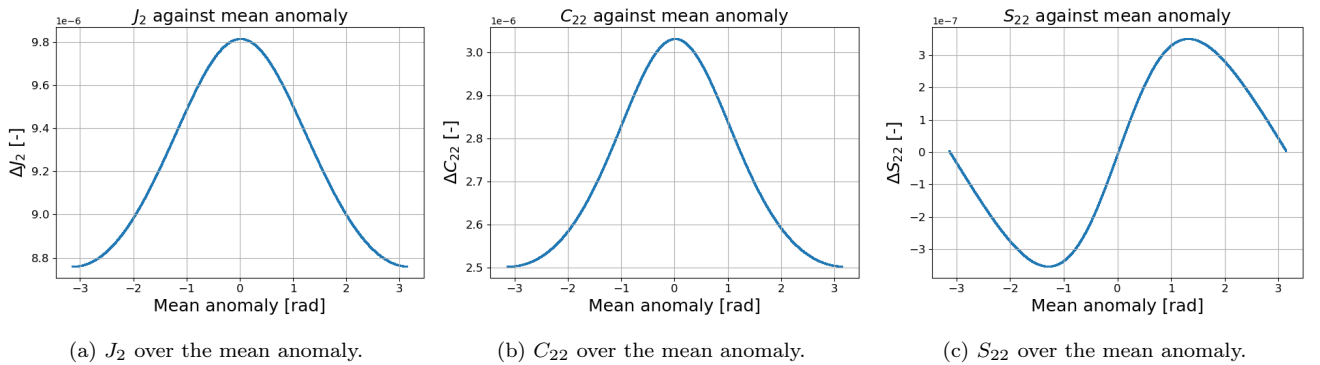 J₂ against mean anomaly
1e−6
9.8
9.6
9.4
9.2
9.0
8.8
ΔJ₂ [-]
−3 −2 −1 0 1 2 3
Mean anomaly [rad]
(a) J₂ over the mean anomaly.
C₂₂ against mean anomaly
1e−6
3.0
2.9
2.8
2.7
2.6
2.5
ΔC₂₂ [-]
−3 −2 −1 0 1 2 3
Mean anomaly [rad]
(b) C₂₂ over the mean anomaly.
S₂₂ against mean anomaly
1e−7
3
2
1
0
−1
−2
−3
ΔS₂₂ [-]
−3 −2 −1 0 1 2 3
Mean anomaly [rad]
(c) S₂₂ over the mean anomaly.